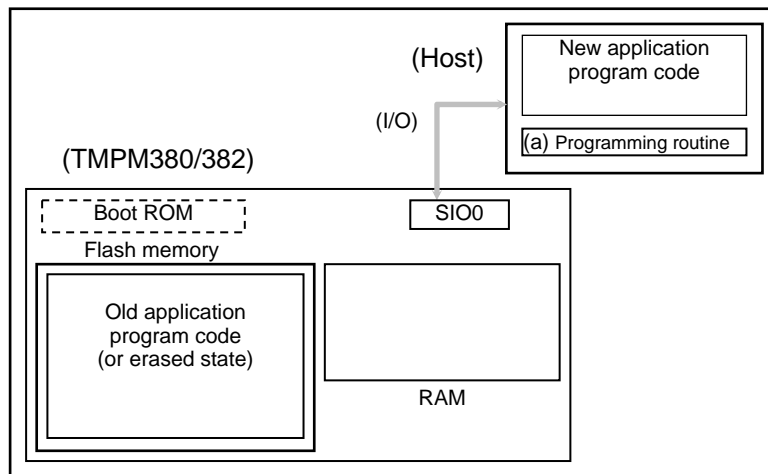 (Host)
New application
program code
(I/O)
(a) Programming routine
(TMPM380/382)
Boot ROM
SIO0
Flash memory
Old application
program code
(or erased state)
RAM